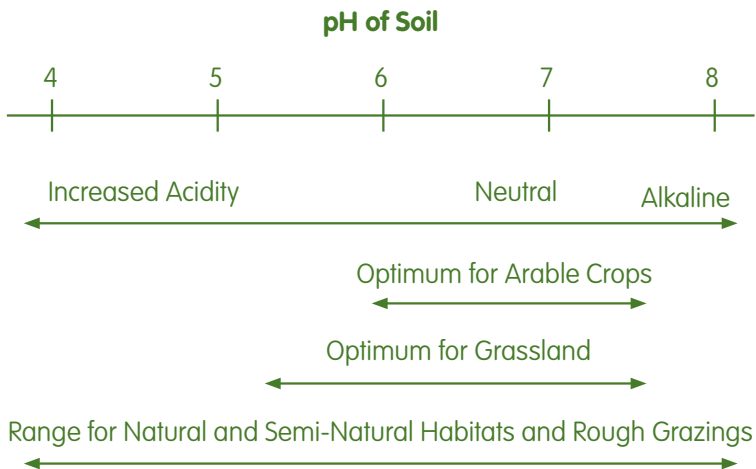 pH of Soil
4 5 6 7 8
Increased Acidity Neutral Alkaline
Optimum for Arable Crops
Optimum for Grassland
Range for Natural and Semi-Natural Habitats and Rough Grazings